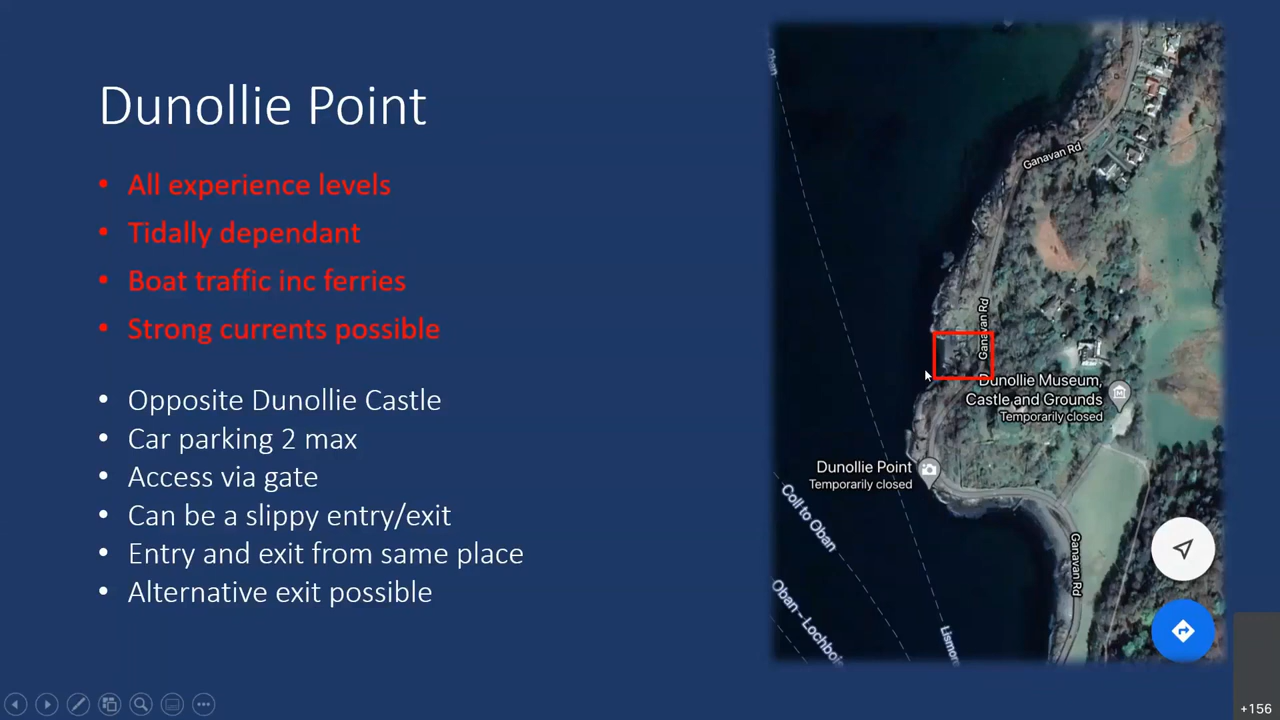 Dunollie Point
• All experience levels
• Tidally dependant
• Boat traffic inc ferries
• Strong currents possible
• Opposite Dunollie Castle
• Car parking 2 max
• Access via gate
• Can be a slippy entry/exit
• Entry and exit from same place
• Alternative exit possible
Oban
Ganavan Rd
Ganavan Rd
Dunollie Museum,
Castle and Grounds
Temporarily closed
Dunollie Point
Temporarily closed
Coll to Oban
Ganavan Rd
Oban - Lochbois
Lismor
+156